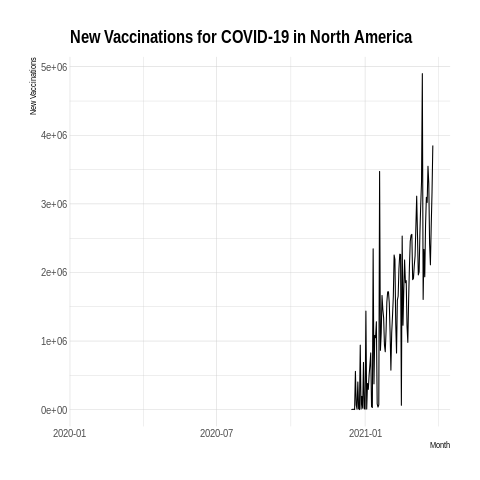 New Vaccinations for COVID-19 in North America
New Vaccinations
5e+06
4e+06
3e+06
2e+06
1e+06
0e+00
2020-01 2020-07 2021-01
Month